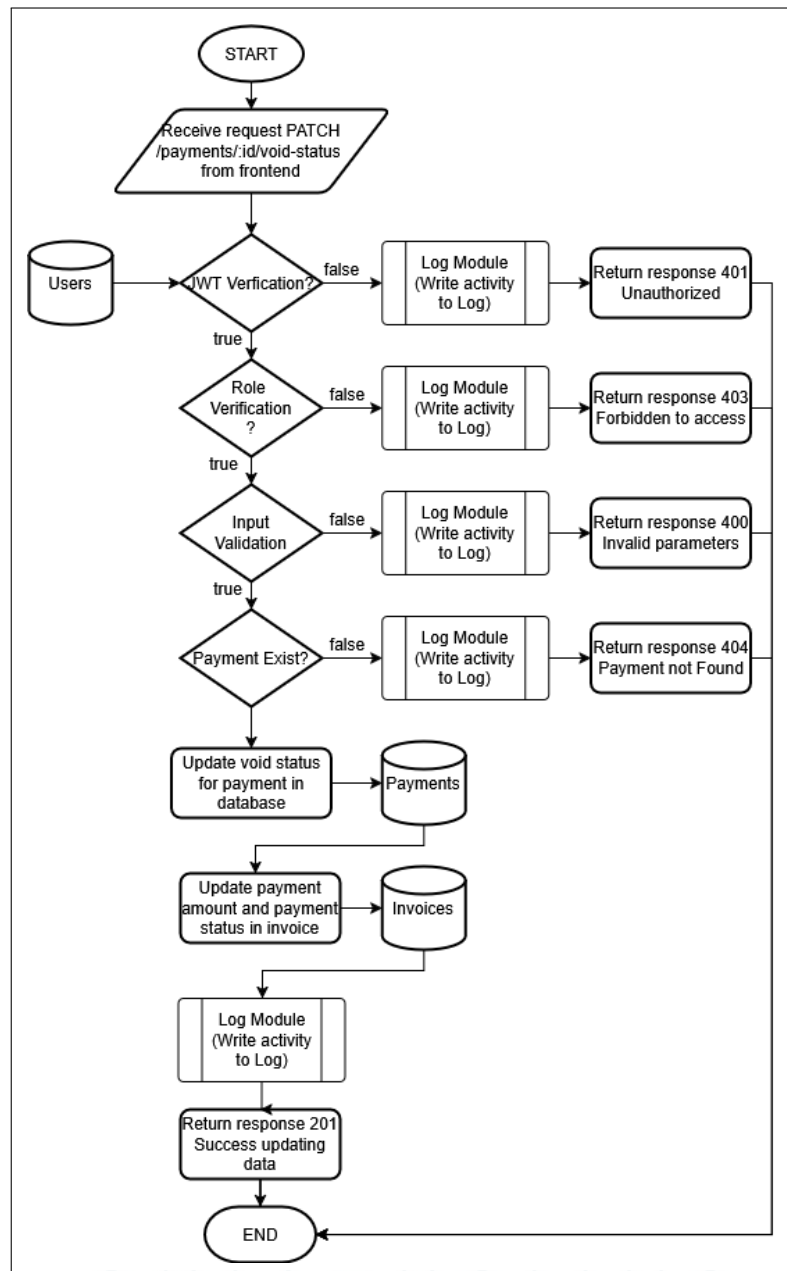 START
Receive request PATCH
/payments/:id/void-status
from frontend
Users
JWT Verfication?
false
Log Module
(Write activity
to Log)
Return response 401
Unauthorized
true
Role
Verification
?
false
Log Module
(Write activity
to Log)
Return response 403
Forbidden to access
true
Input
Validation
false
Log Module
(Write activity
to Log)
Return response 400
Invalid parameters
true
Payment Exist?
false
Log Module
(Write activity
to Log)
Return response 404
Payment not Found
Update void status
for payment in
database
Payments
Update payment
amount and payment
status in invoice
Invoices
Log Module
(Write activity
to Log)
Return response 201
Success updating
data
END